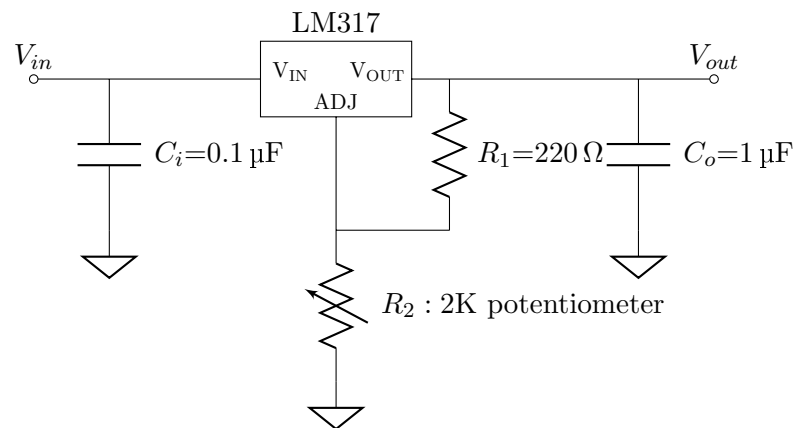 LM317
V_in
V_out
V_IN
V_OUT
ADJ
C_i=0.1 µF
R_1=220 Ω
C_o=1 µF
R_2 : 2K potentiometer